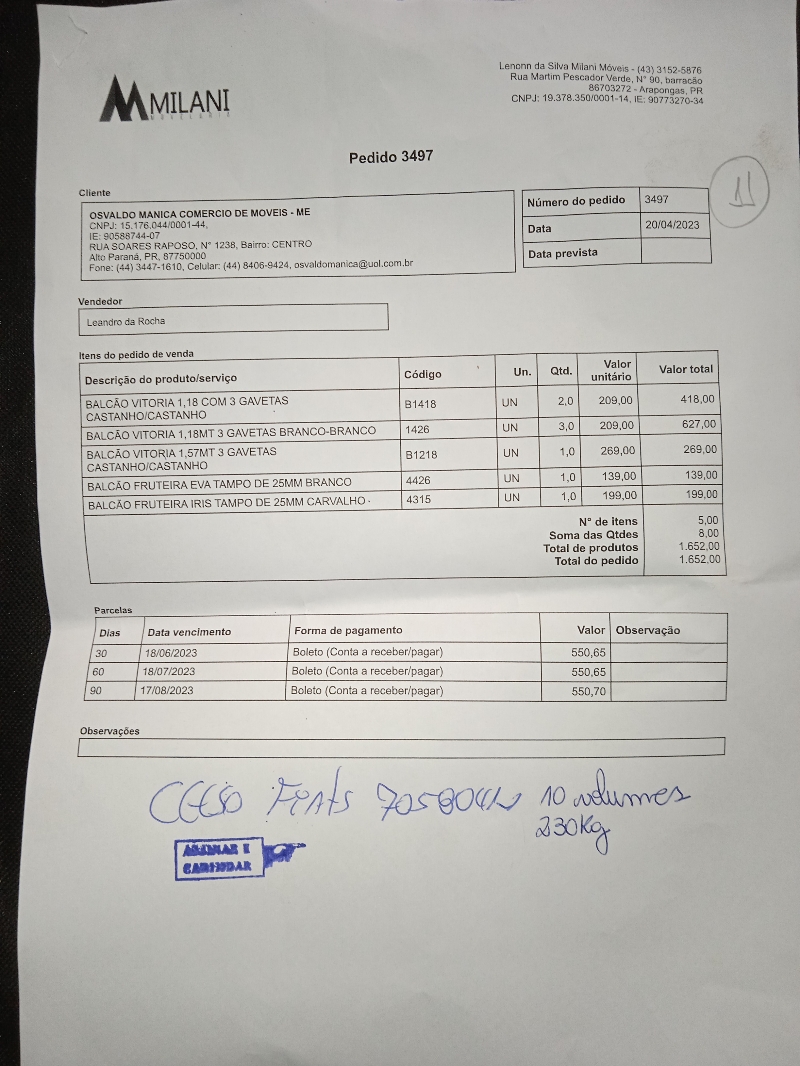 MILANI
Lenonn da Silva Milani Móveis - (43) 3152-5876
Rua Martim Pescador Verde, N° 90, barracão
86703272 - Arapongas, PR
CNPJ: 19.378.350/0001-14, IE: 90773270-34
Pedido 3497
11
Cliente
OSVALDO MANICA COMERCIO DE MOVEIS - ME
CNPJ: 15.176.044/0001-44,
IE: 90588744-07
RUA SOARES RAPOSO, N° 1238, Bairro: CENTRO
Alto Paraná, PR, 87750000
Fone: (44) 3447-1610, Celular: (44) 8406-9424, osvaldomanica@uol.com.br
Número do pedido 3497
Data 20/04/2023
Data prevista
Vendedor
Leandro da Rocha
Itens do pedido de venda
Descrição do produto/serviço Código Un. Qtd. Valor unitário Valor total
BALCÃO VITORIA 1,18 COM 3 GAVETAS
CASTANHO/CASTANHO B1418 UN 2,0 209,00 418,00
BALCÃO VITORIA 1,18MT 3 GAVETAS BRANCO-BRANCO 1426 UN 3,0 209,00 627,00
BALCÃO VITORIA 1,57MT 3 GAVETAS
CASTANHO/CASTANHO B1218 UN 1,0 269,00 269,00
BALCÃO FRUTEIRA EVA TAMPO DE 25MM BRANCO 4426 UN 1,0 139,00 139,00
BALCÃO FRUTEIRA IRIS TAMPO DE 25MM CARVALHO - 4315 UN 1,0 199,00 199,00
N° de itens 5,00
Soma das Qtdes 8,00
Total de produtos 1.652,00
Total do pedido 1.652,00
Parcelas
Dias Data vencimento Forma de pagamento Valor Observação
30 18/06/2023 Boleto (Conta a receber/pagar) 550,65
60 18/07/2023 Boleto (Conta a receber/pagar) 550,65
90 17/08/2023 Boleto (Conta a receber/pagar) 550,70
Observações
10 volumes
230Kg
ASSINAR E
CARIMBAR